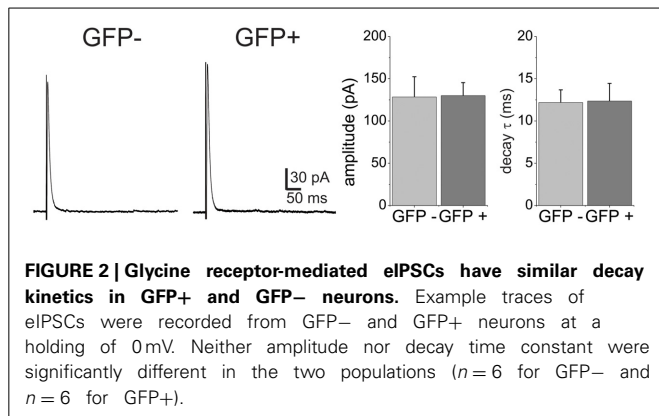 GFP-
GFP+
30 pA
50 ms
amplitude (pA)
200
150
100
50
0
GFP - GFP +
decay τ (ms)
20
15
10
5
0
GFP - GFP +
FIGURE 2 | Glycine receptor-mediated eIPSCs have similar decay
kinetics in GFP+ and GFP− neurons. Example traces of
eIPSCs were recorded from GFP− and GFP+ neurons at a
holding of 0 mV. Neither amplitude nor decay time constant were
significantly different in the two populations (n = 6 for GFP− and
n = 6 for GFP+).